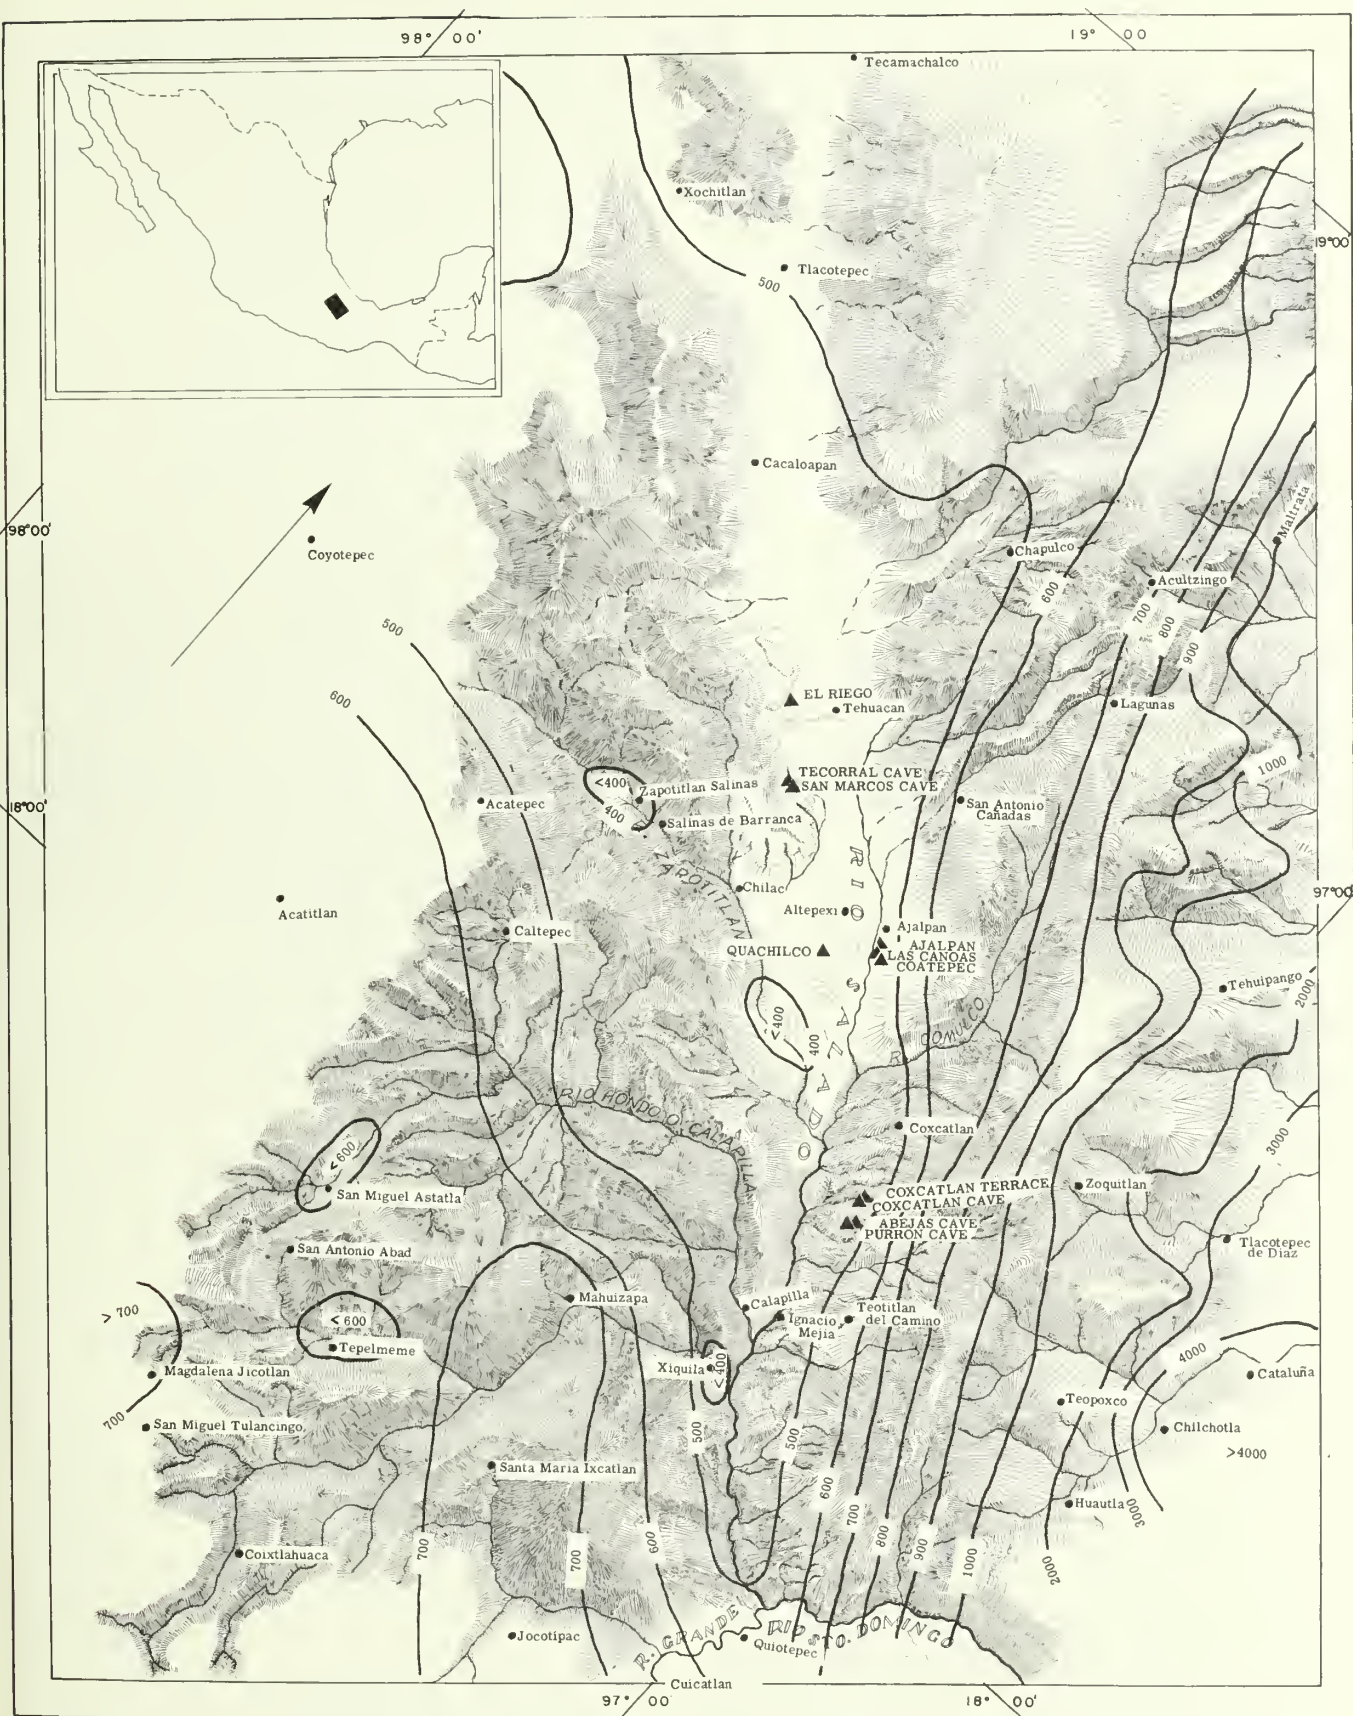 98° 00'
19° 00
Tecamachalco
Xochitlan
19°00
Tlacotepec
500
Cacaloapan
Maltrata
98°00'
Coyotepec
Chapulco
600
Acultzingo
700
800
900
500
600
EL RIEGO
Tehuacan
Lagunas
1000
TECORRAL CAVE
SAN MARCOS CAVE
<400
Zapotitlan Salinas
400
18°00'
Acatepec
Salinas de Barranca
San Antonio
Cañadas
ZAPOTITLAN
RIO SALADO
Chilac
97°00'
Acatitlan
Altepexi
Caltepec
Ajalpan
QUACHILCO
AJALPAN
LAS CANOAS
COATEPEC
Tehuipango
2000
<400
400
R. COMULCO
RIO HONDO O CALAPILLA
Coxcatlan
3000
<600
San Miguel Astatla
COXCATLAN TERRACE
COXCATLAN CAVE
ABEJAS CAVE
PURRON CAVE
Zoquitlan
San Antonio Abad
Tlacotepec
de Diaz
> 700
Mahuizapa
Calapilla
Ignacio
Mejia
Teotitlan
del Camino
< 600
Tepelmeme
4000
Xiquila
<400
Magdalena Jicotlan
Cataluña
700
San Miguel Tulancingo
Teopoxco
Chilchotla
>4000
500
500
Santa Maria Ixcatlan
600
Huautla
3000
700
700
600
700
800
900
1000
2000
Coixtlahuaca
Jocotipac
R. GRANDE
RIO STO. DOMINGO
Quiotepec
Cuicatlan
97° 00
18° 00'